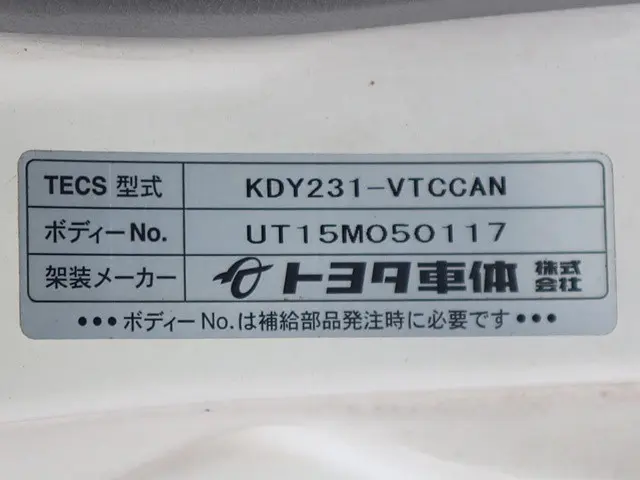 TECS 型式 KDY231-VTCCAN
ボディーNo. UT15M050117
架装メーカー トヨタ車体 株式会社
•••ボディーNo.は補給部品発注時に必要です•••